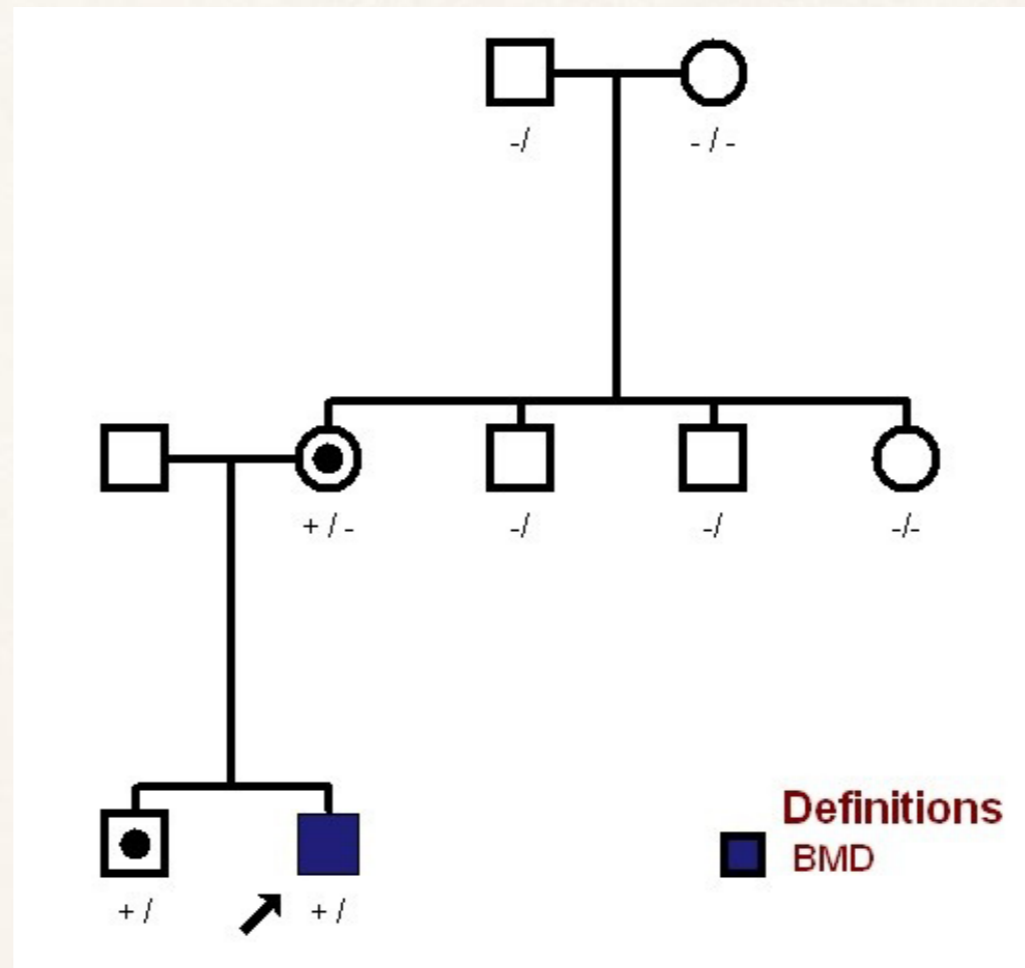 -/
- / -
+ / -
-/
-/
-/-
Definitions
BMD
+ /
+ /